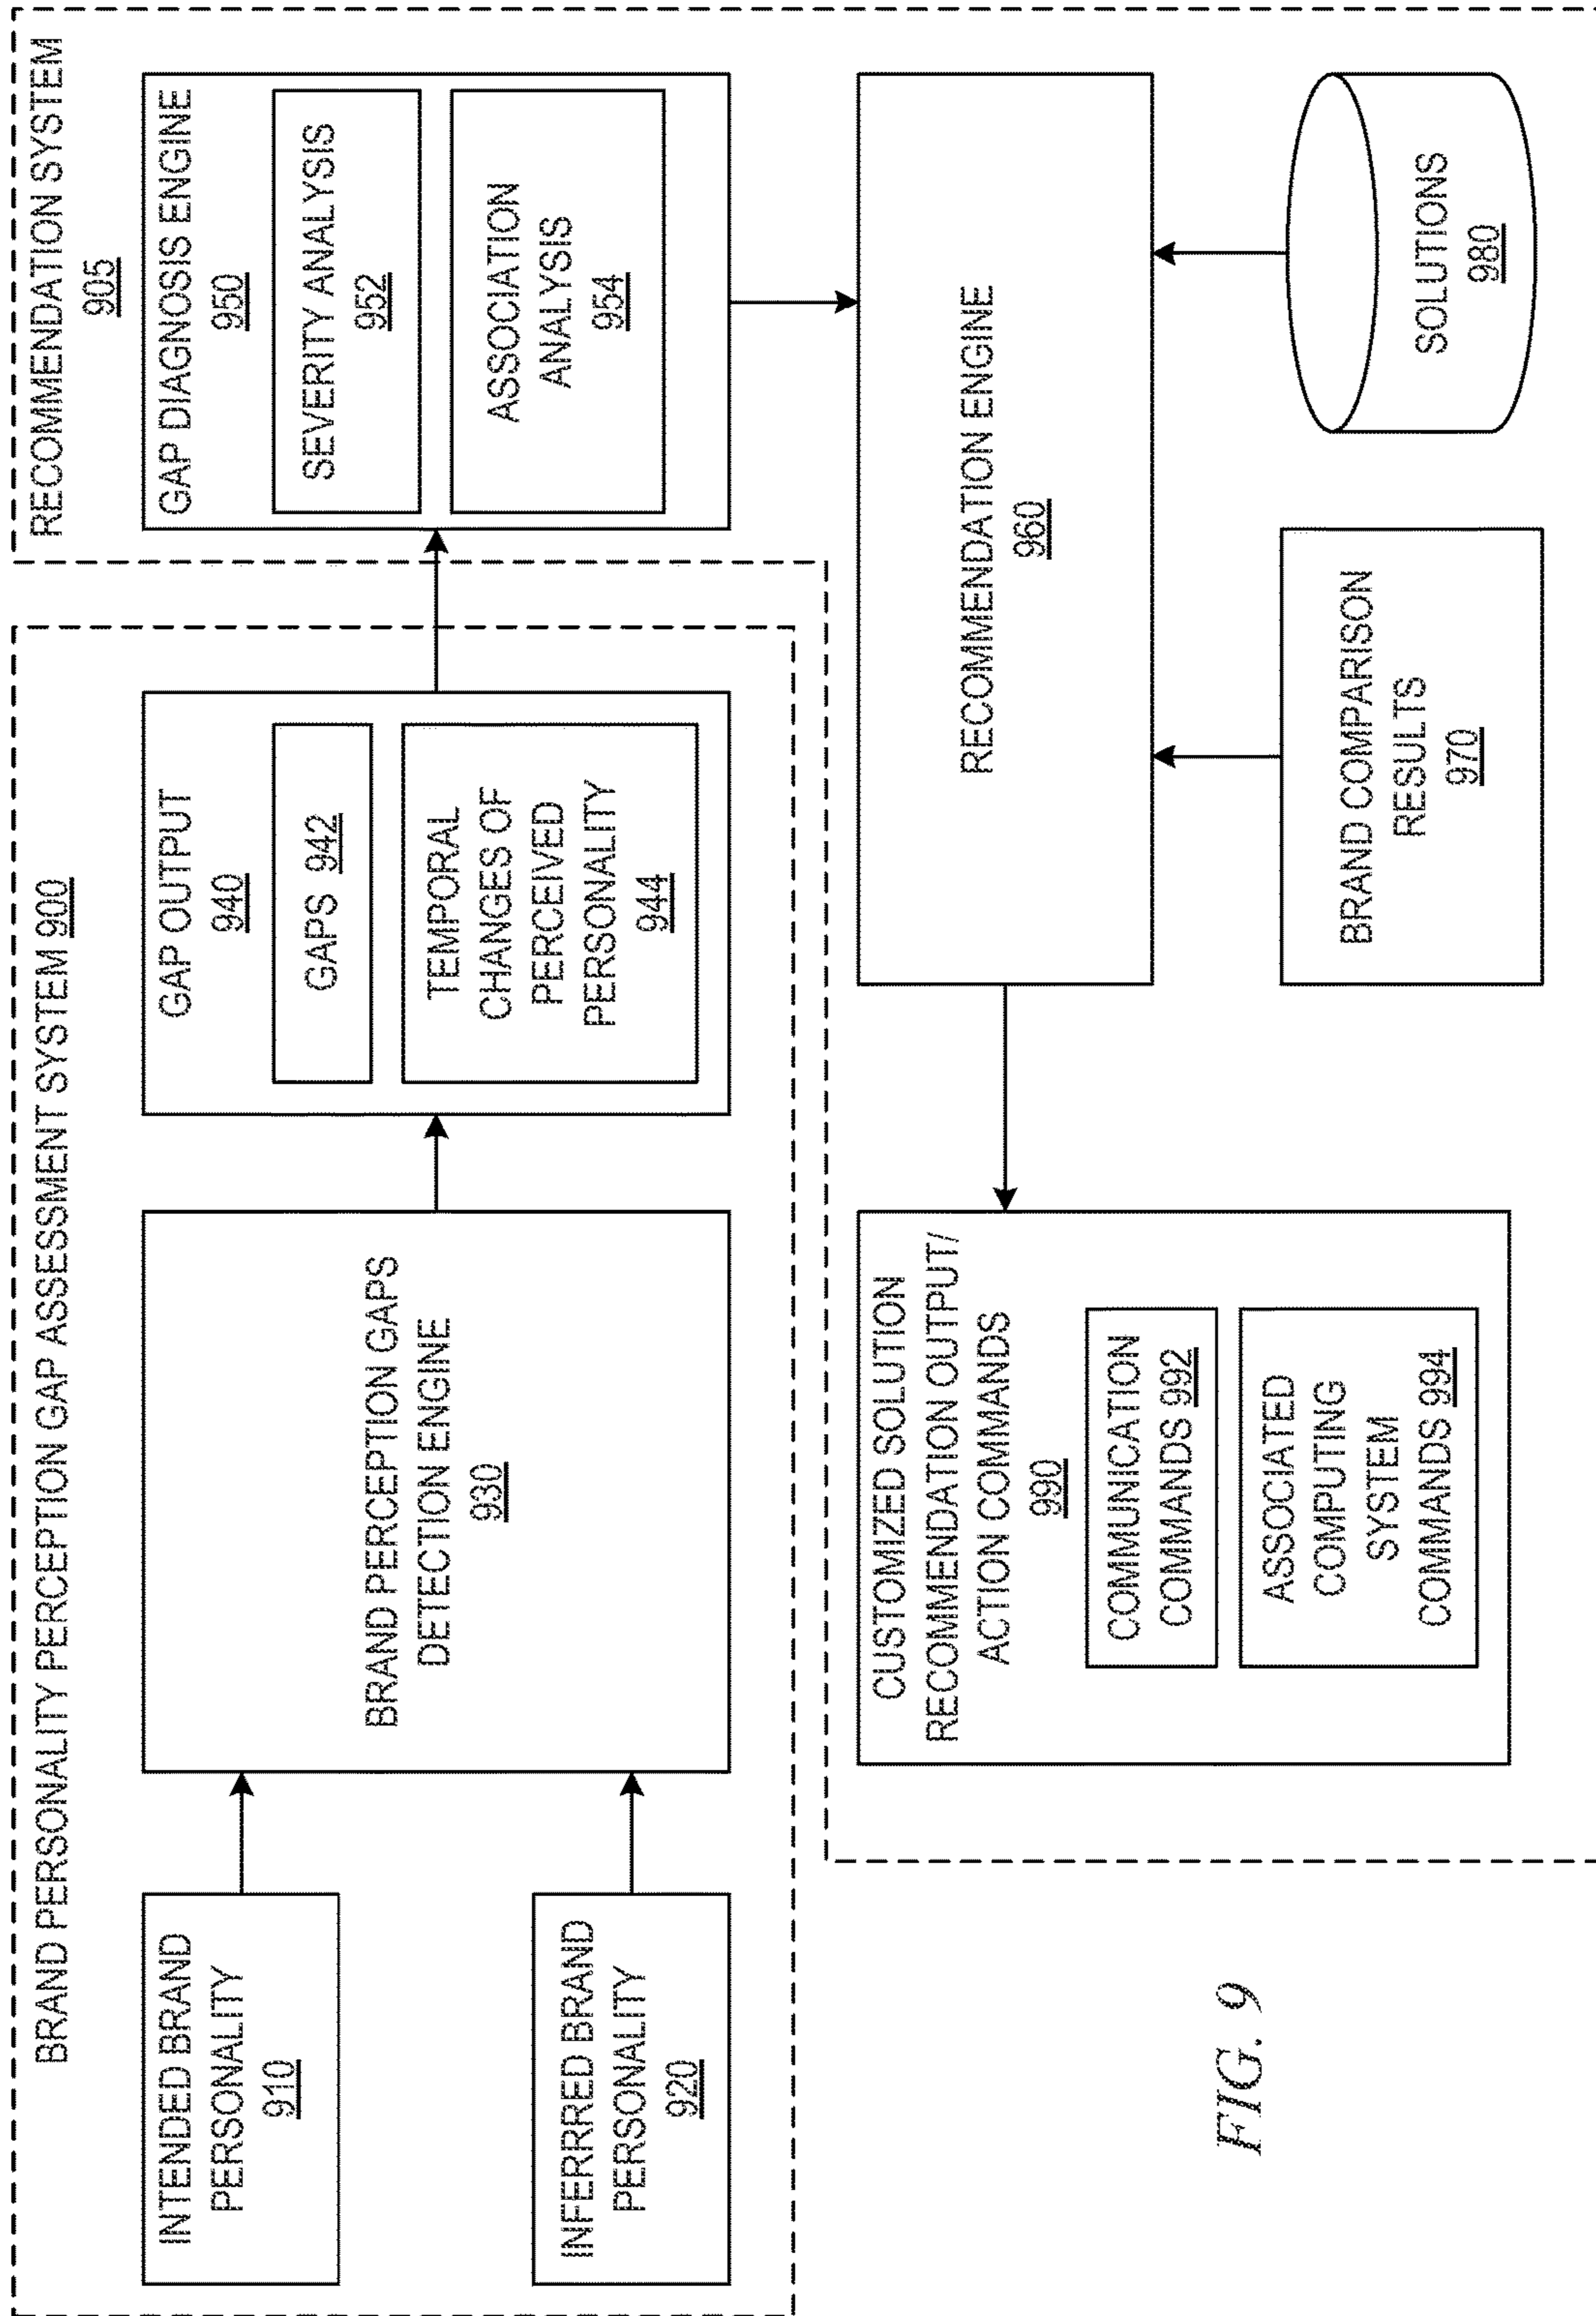 BRAND PERSONALITY PERCEPTION GAP ASSESSMENT SYSTEM 900
INTENDED BRAND
PERSONALITY
910
INFERRED BRAND
PERSONALITY
920
BRAND PERCEPTION GAPS
DETECTION ENGINE
930
GAP OUTPUT
940
GAPS 942
TEMPORAL
CHANGES OF
PERCEIVED
PERSONALITY
944
RECOMMENDATION SYSTEM
905
GAP DIAGNOSIS ENGINE
950
SEVERITY ANALYSIS
952
ASSOCIATION
ANALYSIS
954
CUSTOMIZED SOLUTION
RECOMMENDATION OUTPUT/
ACTION COMMANDS
990
COMMUNICATION
COMMANDS 992
ASSOCIATED
COMPUTING
SYSTEM
COMMANDS 994
RECOMMENDATION ENGINE
960
BRAND COMPARISON
RESULTS
970
SOLUTIONS
980
FIG. 9